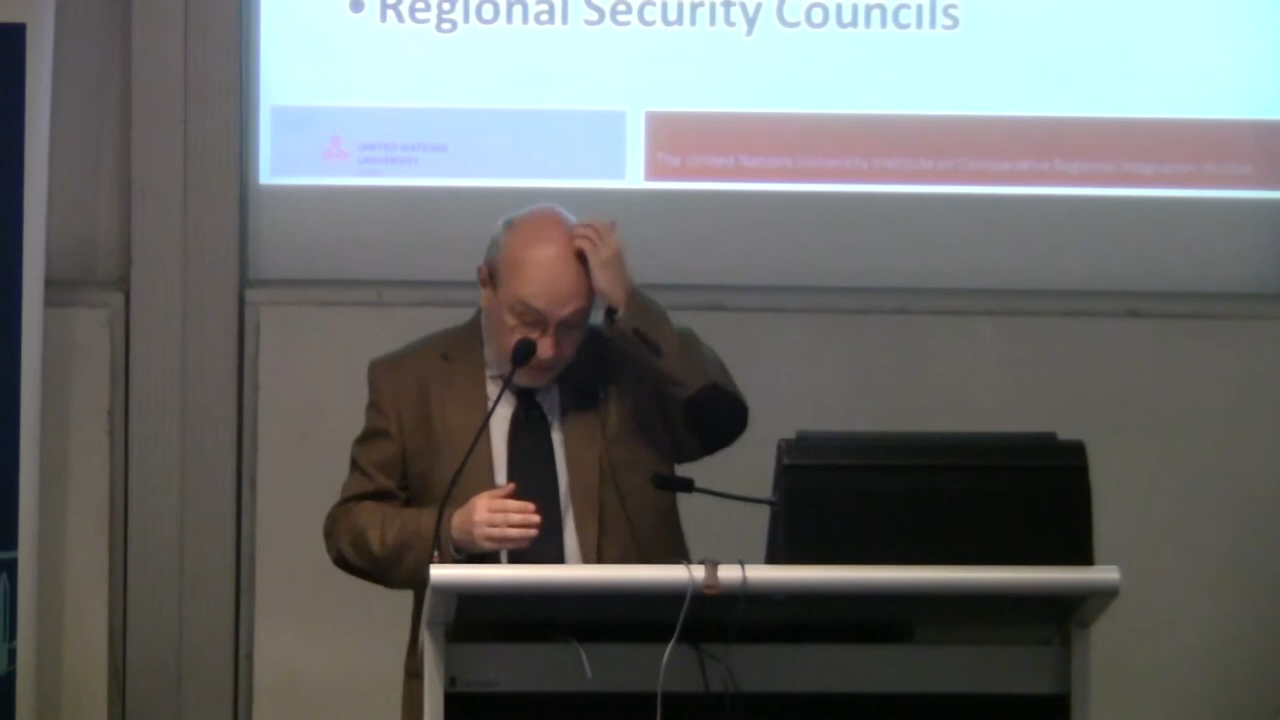 • Regional Security Councils
UNITED NATIONS
UNIVERSITY
The United Nations University Institute on Comparative Regional Integration Studies